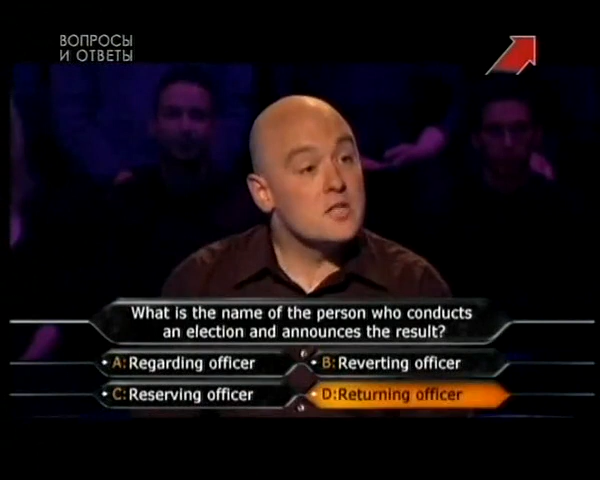 ВОПРОСЫ
И ОТВЕТЫ
What is the name of the person who conducts
an election and announces the result?
A: Regarding officer
B: Reverting officer
C: Reserving officer
D: Returning officer